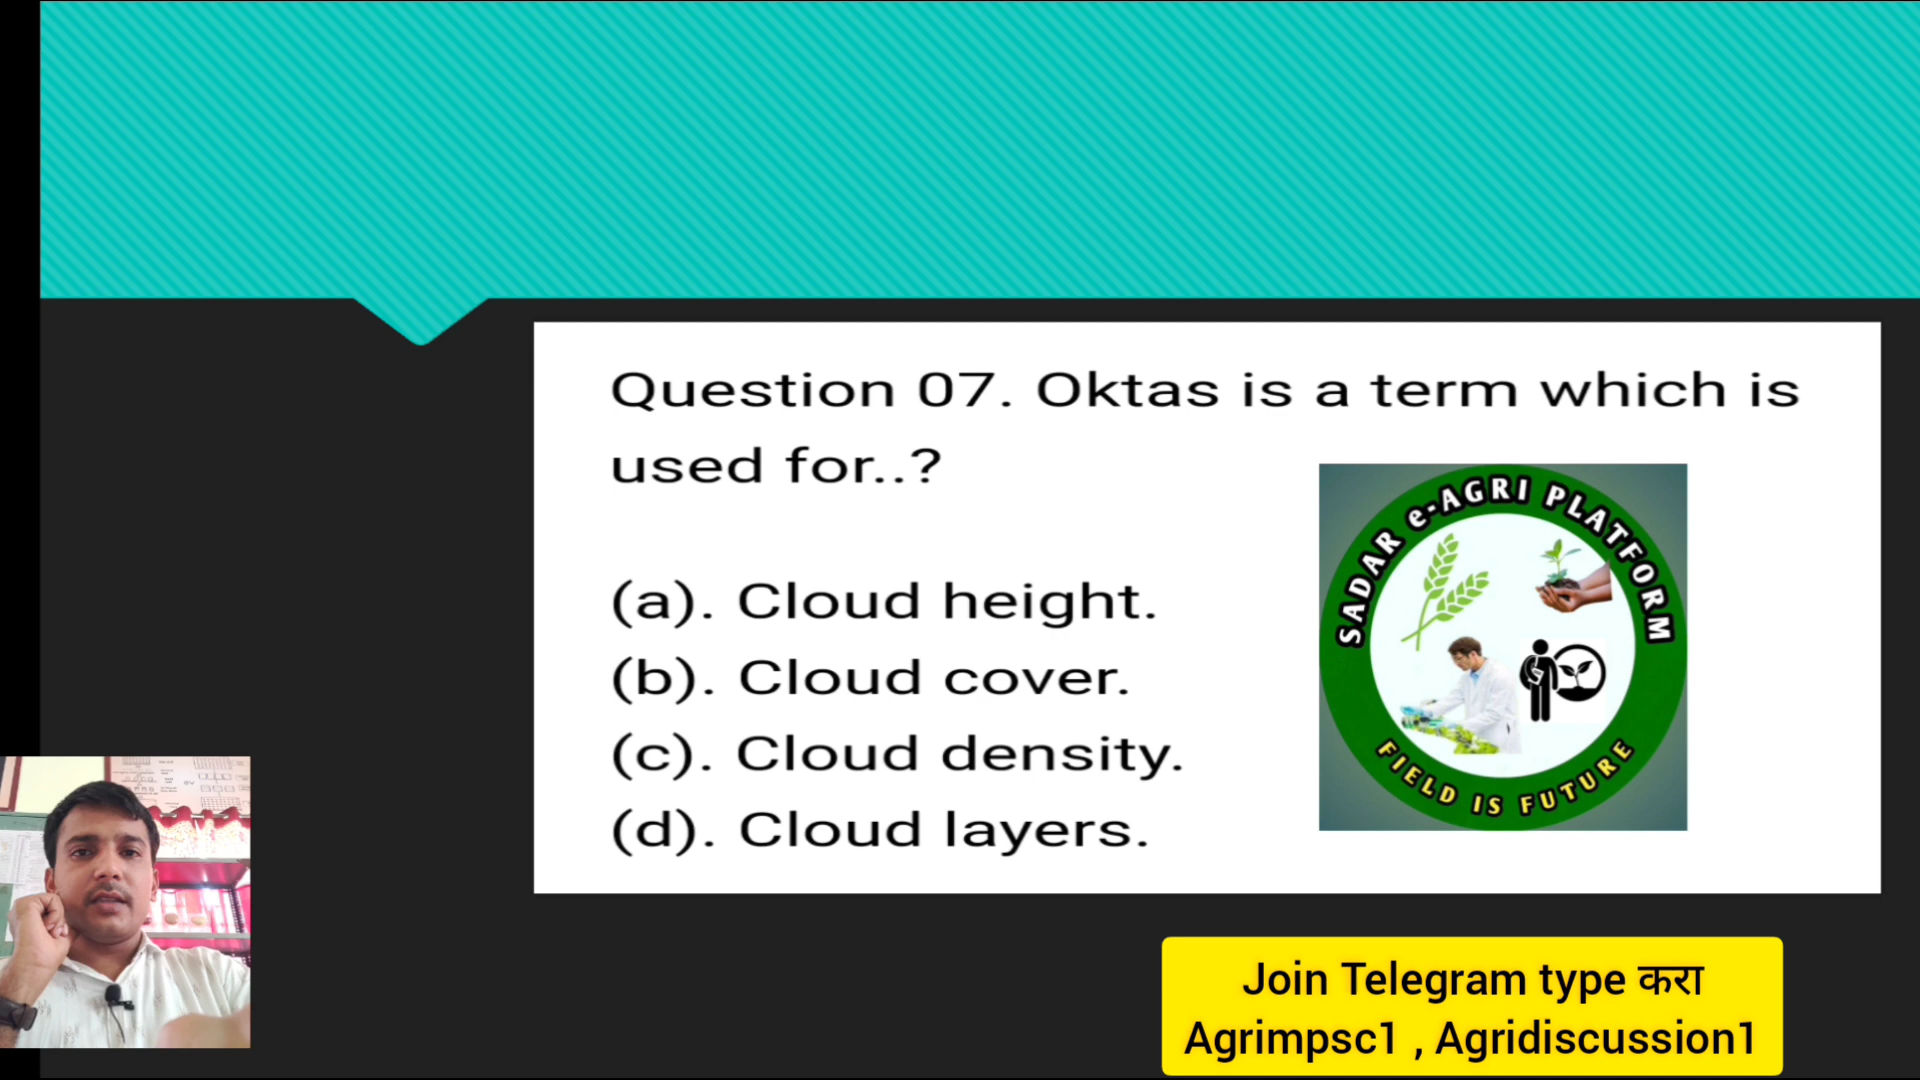 Question 07. Oktas is a term which is
used for..?
(a). Cloud height.
(b). Cloud cover.
(c). Cloud density.
(d). Cloud layers.
SADAR e-AGRI PLATFORM
FIELD IS FUTURE
Join Telegram type करा
Agrimpsc1 , Agridiscussion1